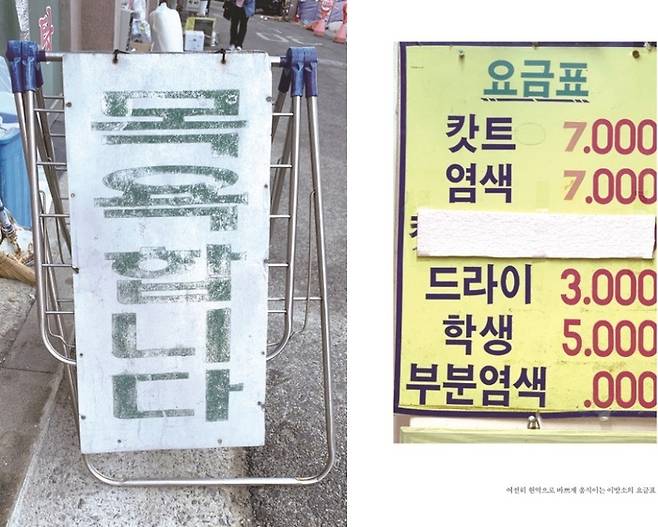 합니다
요금표
캇트 7.000
염색 7.000
드라이 3.000
학생 5.000
부분염색 .000
여전히 현역으로 바쁘게 움직이는 이발소의 요금표